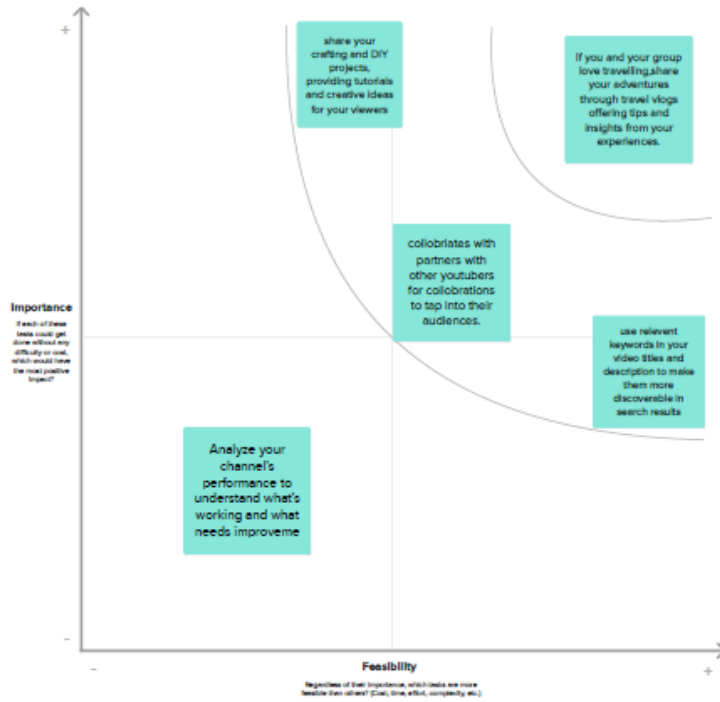 +
share your
crafting and DIY
projects,
providing tutorials
and creative ideas
for your viewers
If you and your group
love travelling,share
your adventures
through travel vlogs
offering tips and
insights from your
experiences.
collobriates with
partners with
other youtubers
for collobrations
to tap into their
audiences.
Importance
If each of these
tasks could get
done without any
difficulty or cost,
which would have
the most positive
impact?
use relevent
keywords in your
video titles and
description to make
them more
discoverable in
search results
Analyze your
channel's
performance to
understand what's
working and what
needs improveme
-
-
Feasibility
+
Regardless of their importance, which tasks are more
feasible than others? (Cost, time, effort, complexity, etc.)